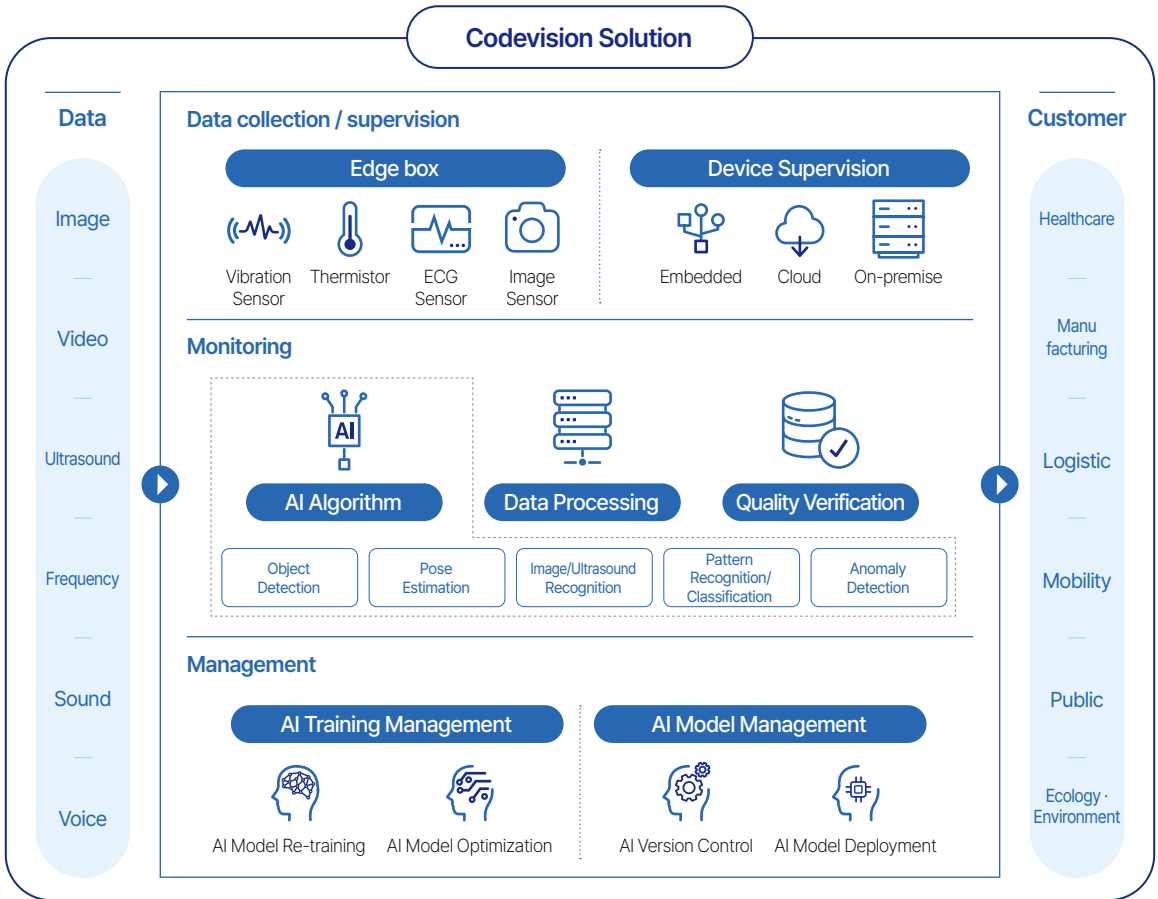 Codevision Solution
Data
Image
Video
Ultrasound
Frequency
Sound
Voice
Data collection / supervision
Edge box
Vibration
Sensor
Thermistor
ECG
Sensor
Image
Sensor
Device Supervision
Embedded
Cloud
On-premise
Monitoring
AI
AI Algorithm
Data Processing
Quality Verification
Object
Detection
Pose
Estimation
Image/Ultrasound
Recognition
Pattern
Recognition/
Classification
Anomaly
Detection
Management
AI Training Management
AI Model Re-training
AI Model Optimization
AI Model Management
AI Version Control
AI Model Deployment
Customer
Healthcare
Manu
facturing
Logistic
Mobility
Public
Ecology ·
Environment